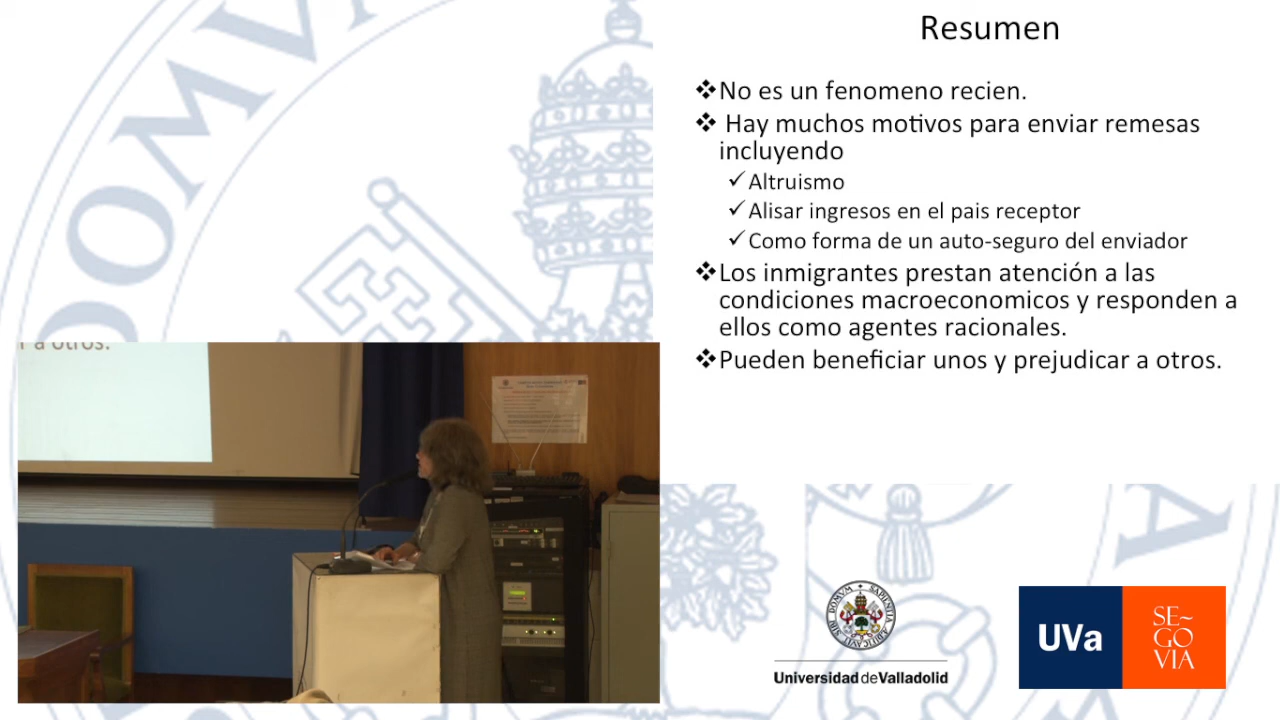 Resumen
❖No es un fenomeno recien.
❖ Hay muchos motivos para enviar remesas
incluyendo
✓Altruismo
✓Alisar ingresos en el pais receptor
✓Como forma de un auto-seguro del enviador
❖Los inmigrantes prestan atención a las
condiciones macroeconomicos y responden a
ellos como agentes racionales.
❖Pueden beneficiar unos y prejudicar a otros.
r a otros.
DOMV
A
Universidad de Valladolid
UVa
SE~
GO
VIA